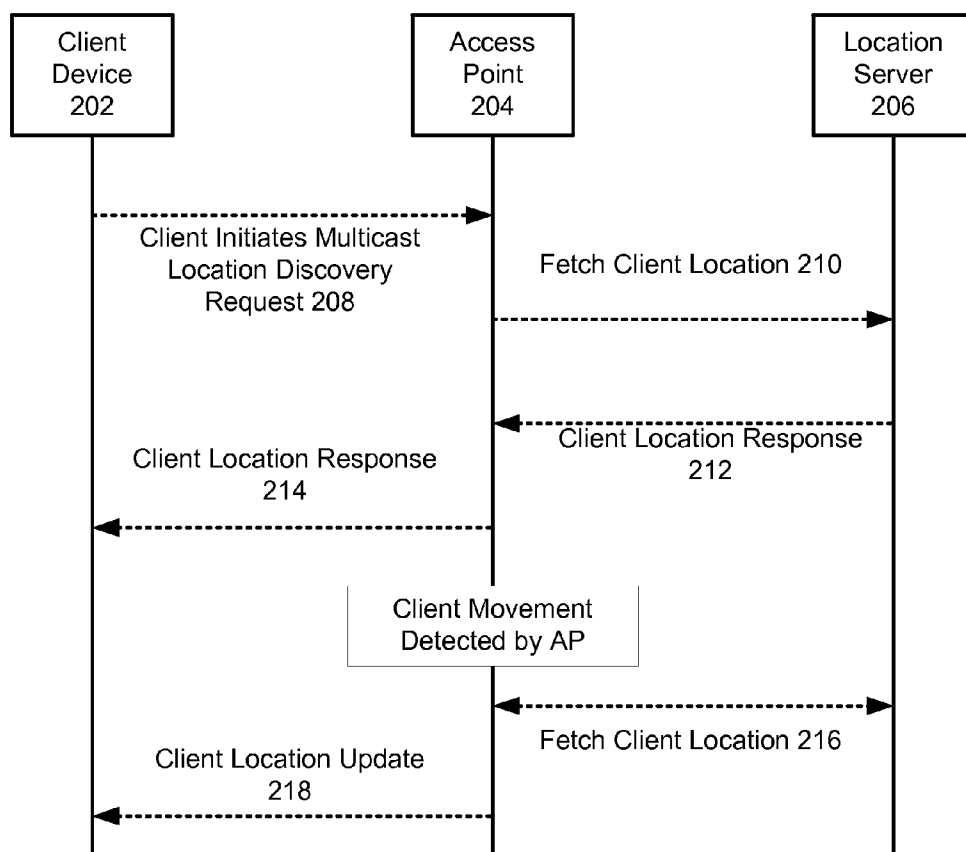 Client
Device
202
Access
Point
204
Location
Server
206
Client Initiates Multicast
Location Discovery
Request 208
Fetch Client Location 210
Client Location Response
212
Client Location Response
214
Client Movement
Detected by AP
Fetch Client Location 216
Client Location Update
218